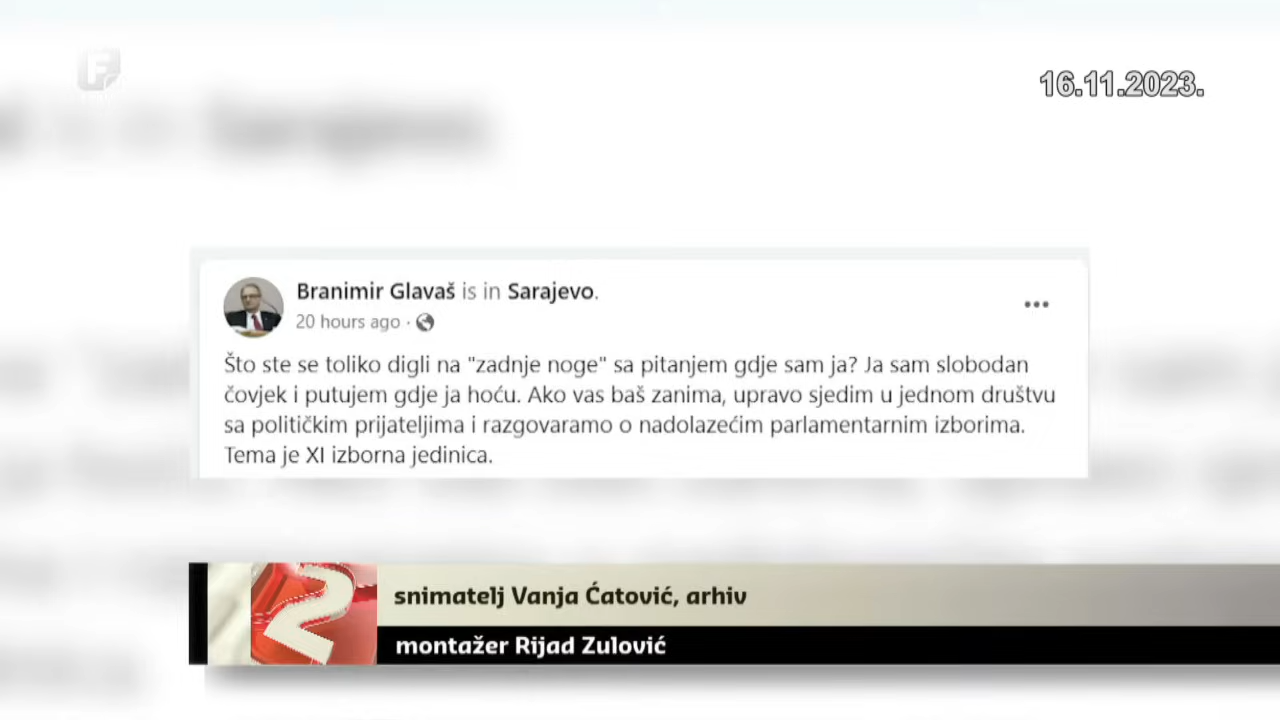 F
16.11.2023.
Branimir Glavaš is in Sarajevo.
20 hours ago ·
Što ste se toliko digli na "zadnje noge" sa pitanjem gdje sam ja? Ja sam slobodan
čovjek i putujem gdje ja hoću. Ako vas baš zanima, upravo sjedim u jednom društvu
sa političkim prijateljima i razgovaramo o nadolazećim parlamentarnim izborima.
Tema je XI izborna jedinica.
2
snimatelj Vanja Ćatović, arhiv
montažer Rijad Zulović